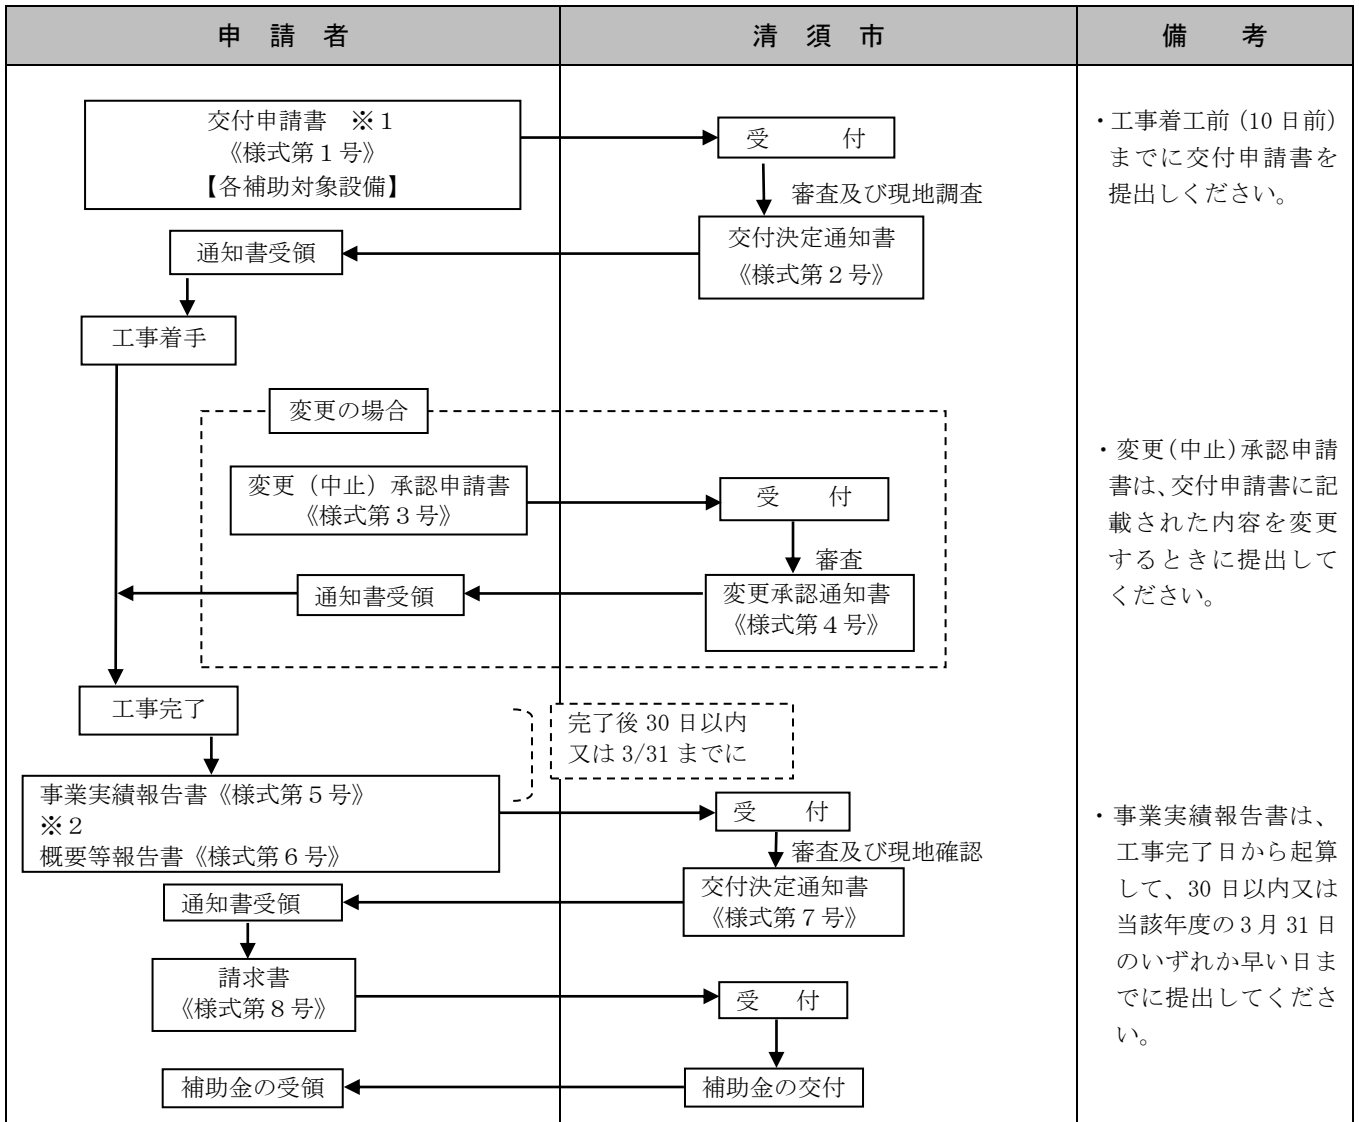 申　請　者
清　須　市
備　　考
交付申請書　※１
《様式第１号》
【各補助対象設備】
受　　　付
・工事着工前（10 日前）
までに交付申請書を
提出しください。
審査及び現地調査
交付決定通知書
《様式第２号》
通知書受領
工事着手
変更の場合
変更（中止）承認申請書
《様式第３号》
受　　付
・変更（中止）承認申請
書は、交付申請書に記
載された内容を変更
するときに提出して
ください。
審査
変更承認通知書
《様式第４号》
通知書受領
工事完了
完了後 30 日以内
又は 3/31 までに
事業実績報告書《様式第５号》
※２
概要等報告書《様式第６号》
受　　付
・事業実績報告書は、
工事完了日から起算
して、30 日以内又は
当該年度の3月 31 日
のいずれか早い日ま
でに提出してくださ
い。
審査及び現地確認
交付決定通知書
《様式第７号》
通知書受領
請求書
《様式第８号》
受　　付
補助金の交付
補助金の受領